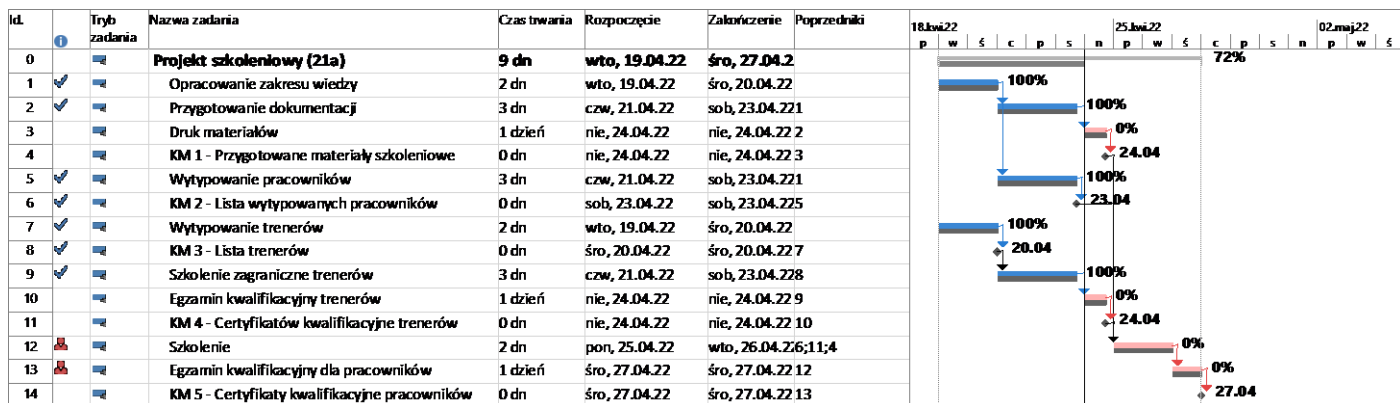 Id. Tryb zadania Nazwa zadania Czas trwania Rozpoczęcie Zakończenie Poprzedniki 18.kwi.22 25.kwi.22 02.maj.22
p w ś c p s n p w ś c p s n p w ś
0 Projekt szkoleniowy (21a) 9 dn wto, 19.04.22 śro, 27.04.2 72%
1 Opracowanie zakresu wiedzy 2 dn wto, 19.04.22 śro, 20.04.22 100%
2 Przygotowanie dokumentacji 3 dn czw, 21.04.22 sob, 23.04.22 1 100%
3 Druk materiałów 1 dzień nie, 24.04.22 nie, 24.04.22 2 0%
4 KM 1 - Przygotowane materiały szkoleniowe 0 dn nie, 24.04.22 nie, 24.04.22 3 24.04
5 Wytypowanie pracowników 3 dn czw, 21.04.22 sob, 23.04.22 1 100%
6 KM 2 - Lista wytypowanych pracowników 0 dn sob, 23.04.22 sob, 23.04.22 5 23.04
7 Wytypowanie trenerów 2 dn wto, 19.04.22 śro, 20.04.22 100%
8 KM 3 - Lista trenerów 0 dn śro, 20.04.22 śro, 20.04.22 7 20.04
9 Szkolenie zagraniczne trenerów 3 dn czw, 21.04.22 sob, 23.04.22 8 100%
10 Egzamin kwalifikacyjny trenerów 1 dzień nie, 24.04.22 nie, 24.04.22 9 0%
11 KM 4 - Certyfikatów kwalifikacyjne trenerów 0 dn nie, 24.04.22 nie, 24.04.22 10 24.04
12 Szkolenie 2 dn pon, 25.04.22 wto, 26.04.22 6;11;4 0%
13 Egzamin kwalifikacyjny dla pracowników 1 dzień śro, 27.04.22 śro, 27.04.22 12 0%
14 KM 5 - Certyfikaty kwalifikacyjne pracowników 0 dn śro, 27.04.22 śro, 27.04.22 13 27.04